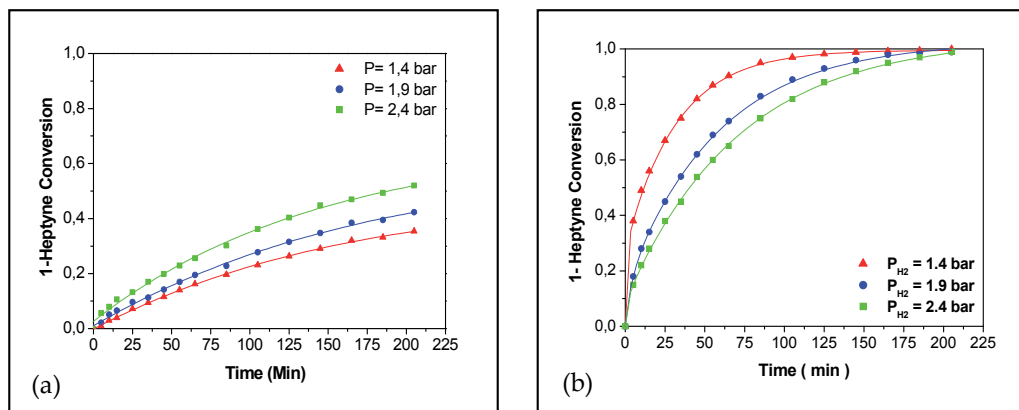 1,0
0,8
0,6
0,4
0,2
0,0
1-Heptyne Conversion
P= 1,4 bar
P= 1,9 bar
P= 2,4 bar
0 25 50 75 100 125 150 175 200 225
Time (Min)
(a)
1,0
0,8
0,6
0,4
0,2
0,0
1- Heptyne Conversion
P H2 = 1.4 bar
P H2 = 1.9 bar
P H2 = 2.4 bar
0 25 50 75 100 125 150 175 200 225
Time ( min )
(b)